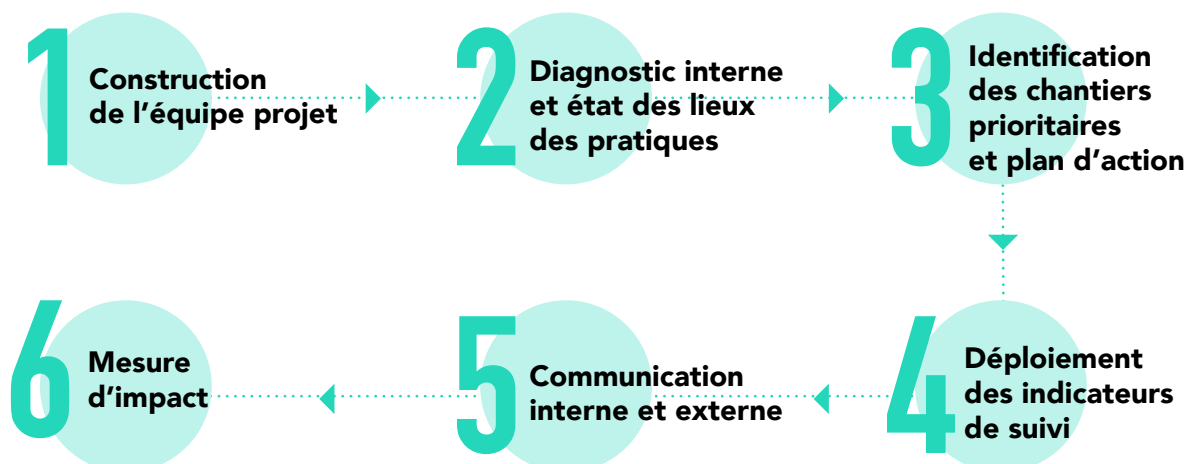 1
Construction
de l’équipe projet
2
Diagnostic interne
et état des lieux
des pratiques
3
Identification
des chantiers
prioritaires
et plan d’action
4
Déploiement
des indicateurs
de suivi
5
Communication
interne et externe
6
Mesure
d’impact